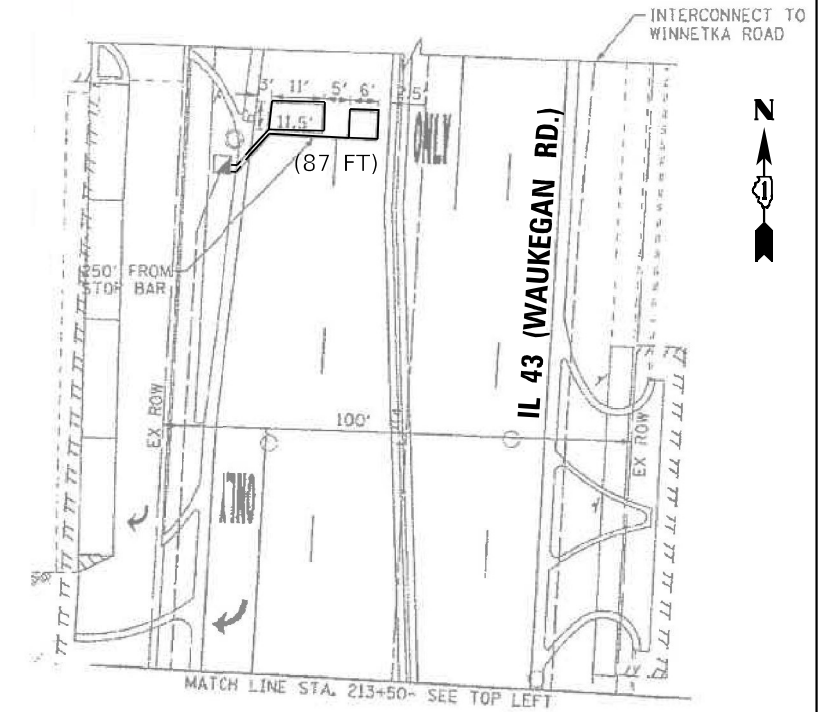 INTERCONNECT TO
WINNETKA ROAD
N
3' 11' 5' 6' 5'
11.5'
(87 FT)
ONLY
IL 43 (WAUKEGAN RD.)
250' FROM
STOP BAR
EX ROW
100'
EX ROW
ONLY
MATCH LINE STA. 213+50- SEE TOP LEFT